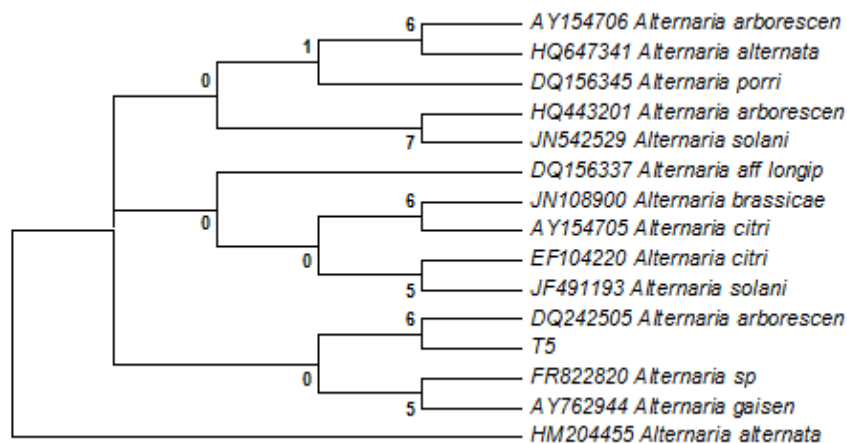 6
AY154706 Alternaria arborescen
1
HQ647341 Alternaria alternata
0
DQ156345 Alternaria porri
HQ443201 Alternaria arborescen
7
JN542529 Alternaria solani
DQ156337 Alternaria aff longip
0
6
JN108900 Alternaria brassicae
AY154705 Alternaria citri
0
EF104220 Alternaria citri
5
JF491193 Alternaria solani
6
DQ242505 Alternaria arborescen
T5
0
FR822820 Alternaria sp
5
AY762944 Alternaria gaisen
HM204455 Alternaria alternata